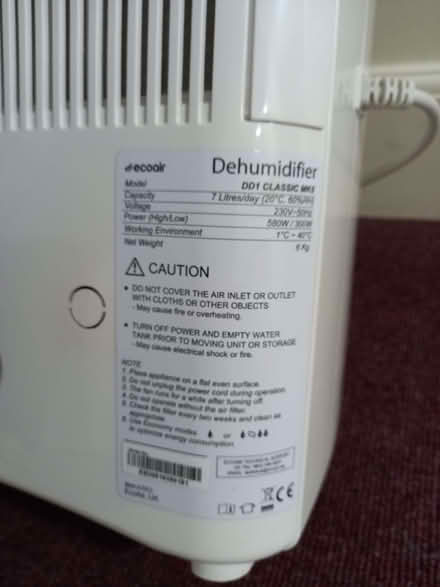 ecoair Dehumidifier
Model DD1 CLASSIC MK5
Capacity 7 Litres/day (20°C, 60%RH)
Voltage 230V~50Hz
Power (High/Low) 580W / 300W
Working Environment 1°C ~ 40°C
Net Weight 6 Kg
CAUTION
• DO NOT COVER THE AIR INLET OR OUTLET
WITH CLOTHS OR OTHER OBJECTS
- May cause fire or overheating.
• TURN OFF POWER AND EMPTY WATER
TANK PRIOR TO MOVING UNIT OR STORAGE
- May cause electrical shock or fire.
NOTE
1. Place appliance on a flat even surface.
2. Do not unplug the power cord during operation.
3. The fan runs for a while after turning off.
4. Do not operate without the air filter.
5. Check the filter every two weeks and clean as
appropriate.
6. Use Economy modes or
to optimise energy consumption.
CE